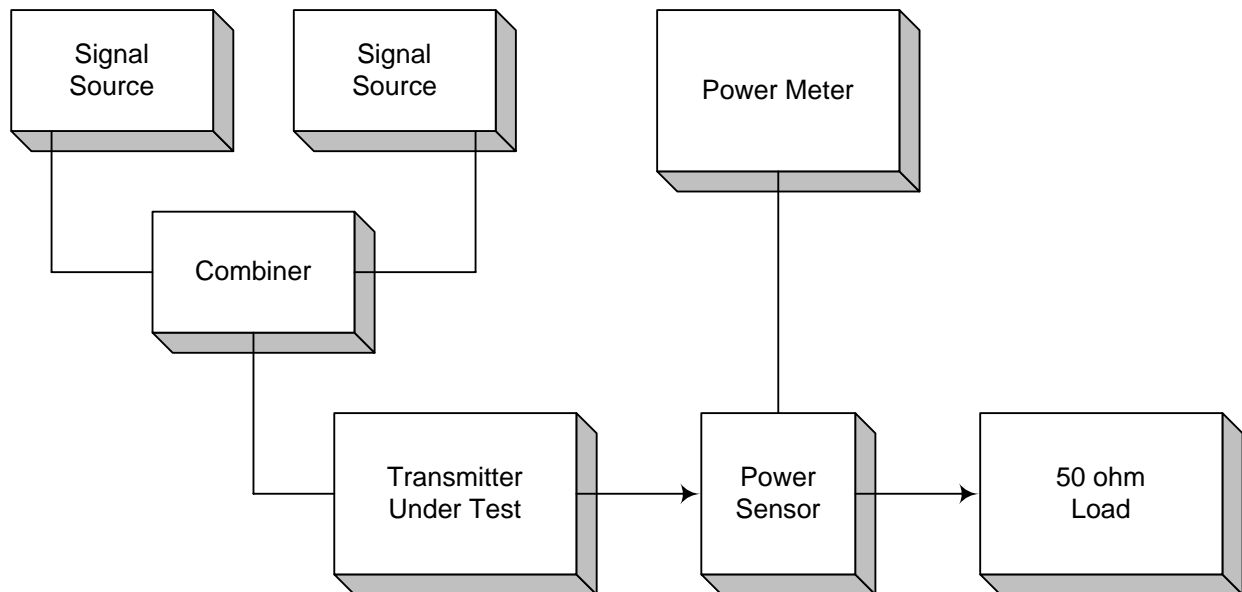 Signal
Source
Signal
Source
Power Meter
Combiner
Transmitter
Under Test
Power
Sensor
50 ohm
Load